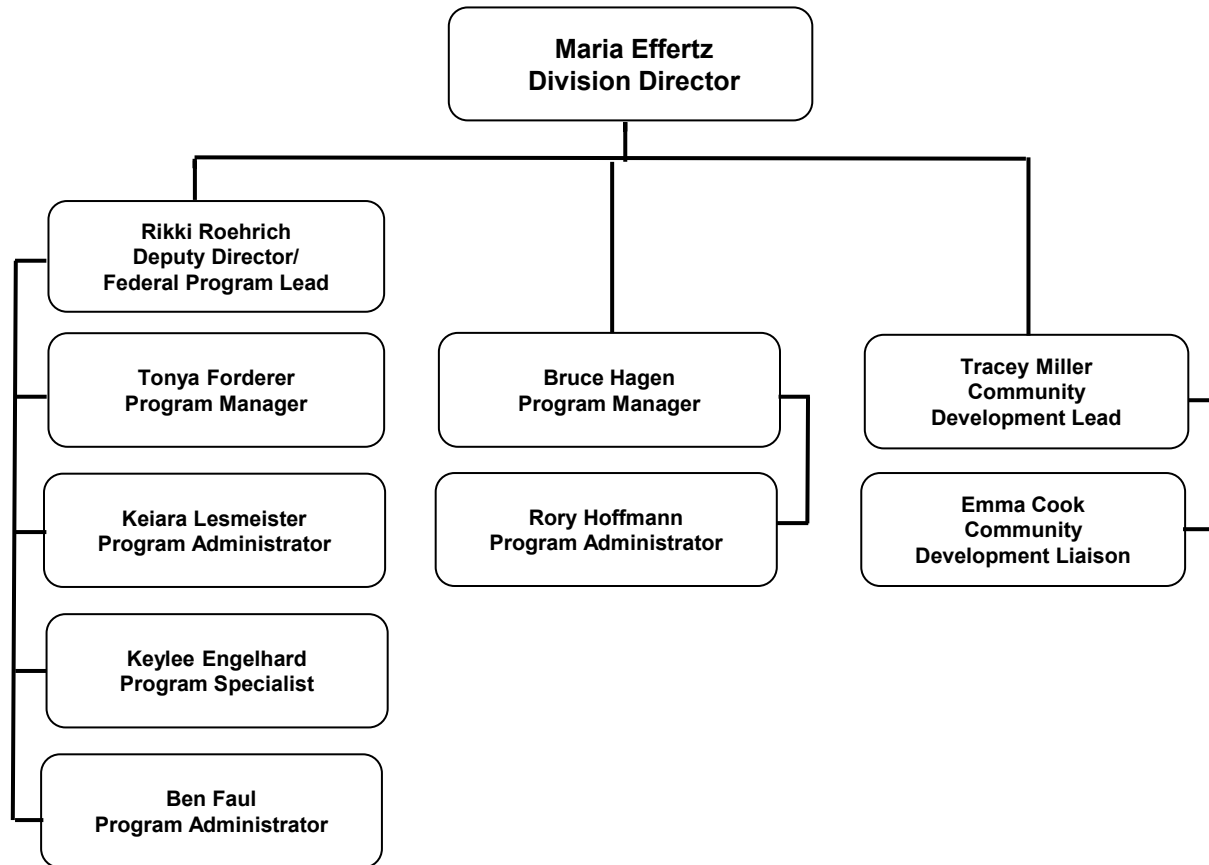 Maria Effertz
Division Director
Rikki Roehrich
Deputy Director/
Federal Program Lead
Tonya Forderer
Program Manager
Keiara Lesmeister
Program Administrator
Keylee Engelhard
Program Specialist
Ben Faul
Program Administrator
Bruce Hagen
Program Manager
Rory Hoffmann
Program Administrator
Tracey Miller
Community
Development Lead
Emma Cook
Community
Development Liaison